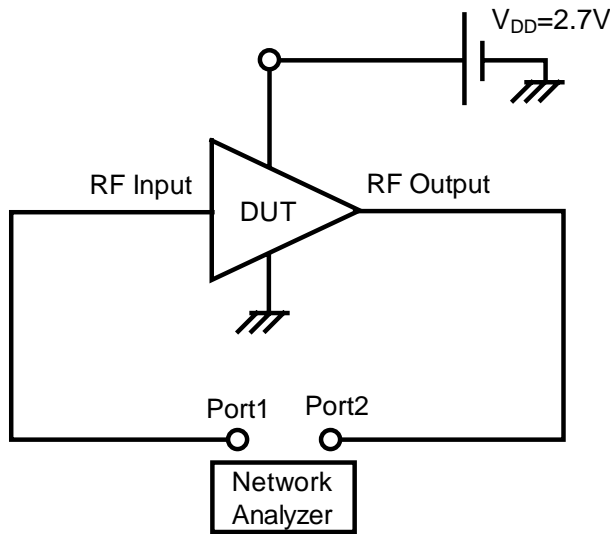 V_DD=2.7V
RF Input
RF Output
DUT
Port1
Port2
Network
Analyzer